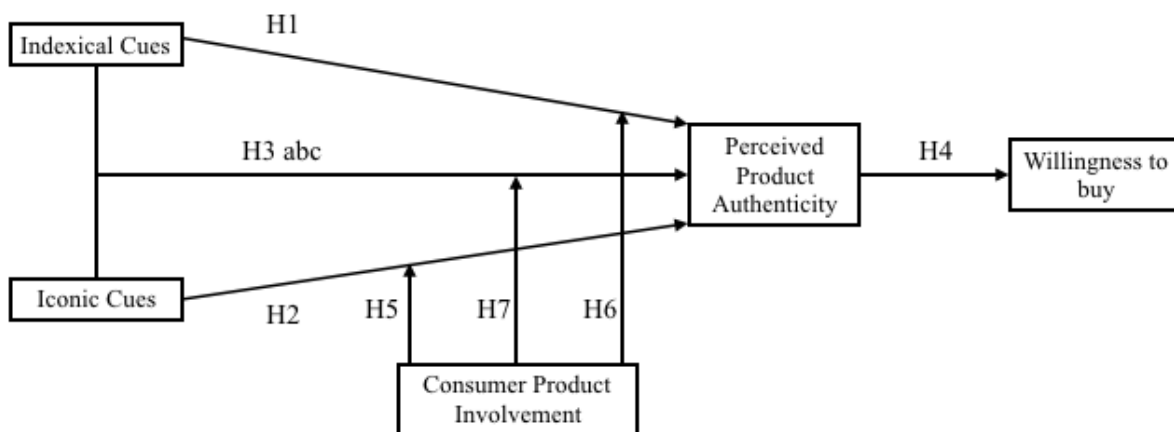 H1
Indexical Cues
H3 abc
Perceived
Product
Authenticity
H4
Willingness to
buy
Iconic Cues
H2
H5
H7
H6
Consumer Product
Involvement